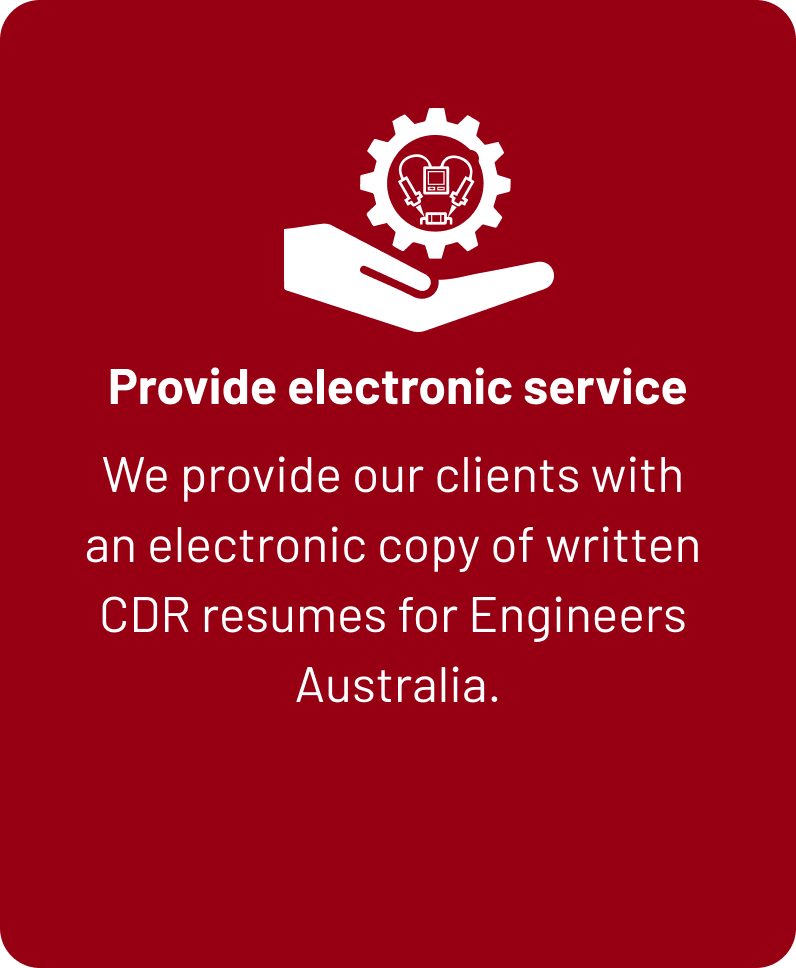 Provide electronic service
We provide our clients with
an electronic copy of written
CDR resumes for Engineers
Australia.